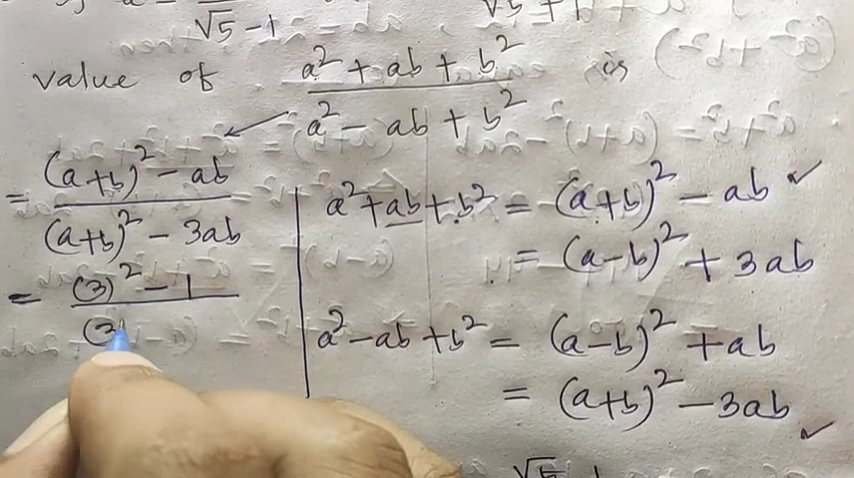 √5 - 1 √5 + 1
value of (a² + ab + b²)/(a² - ab + b²) is
= ((a+b)² - ab)/((a+b)² - 3ab)
= ((3)² - 1)/(3
a² + ab + b² = (a+b)² - ab ✓
= (a-b)² + 3ab
a² - ab + b² = (a-b)² + ab
= (a+b)² - 3ab ✓